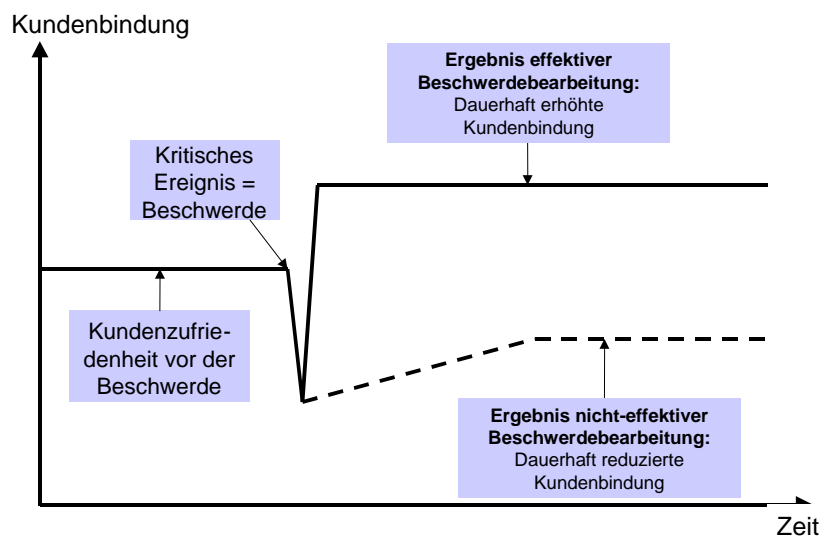 Kundenbindung
Ergebnis effektiver
Beschwerdebearbeitung:
Dauerhaft erhöhte
Kundenbindung
Kritisches
Ereignis =
Beschwerde
Kundenzufrie-
denheit vor der
Beschwerde
Ergebnis nicht-effektiver
Beschwerdebearbeitung:
Dauerhaft reduzierte
Kundenbindung
Zeit